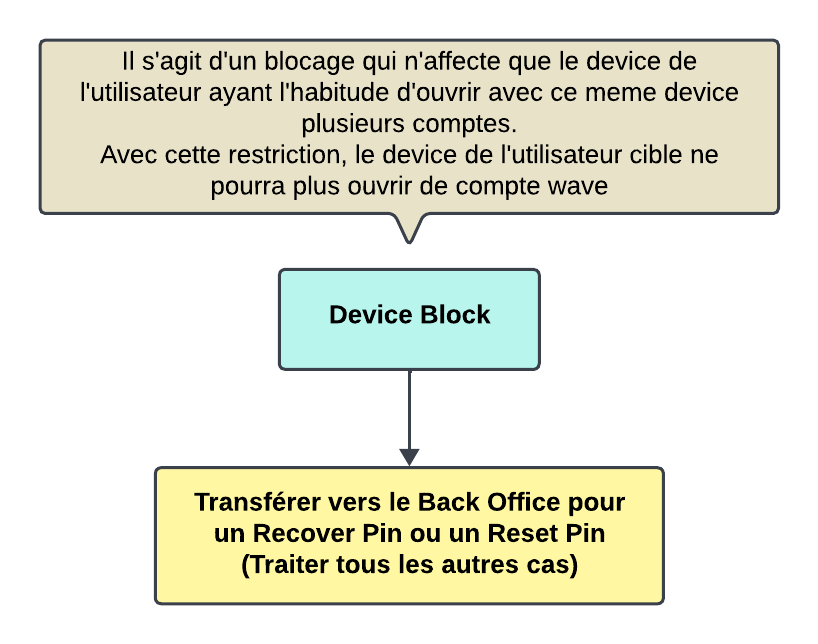 Il s'agit d'un blocage qui n'affecte que le device de
l'utilisateur ayant l'habitude d'ouvrir avec ce meme device
plusieurs comptes.
Avec cette restriction, le device de l'utilisateur cible ne
pourra plus ouvrir de compte wave
Device Block
Transférer vers le Back Office pour
un Recover Pin ou un Reset Pin
(Traiter tous les autres cas)